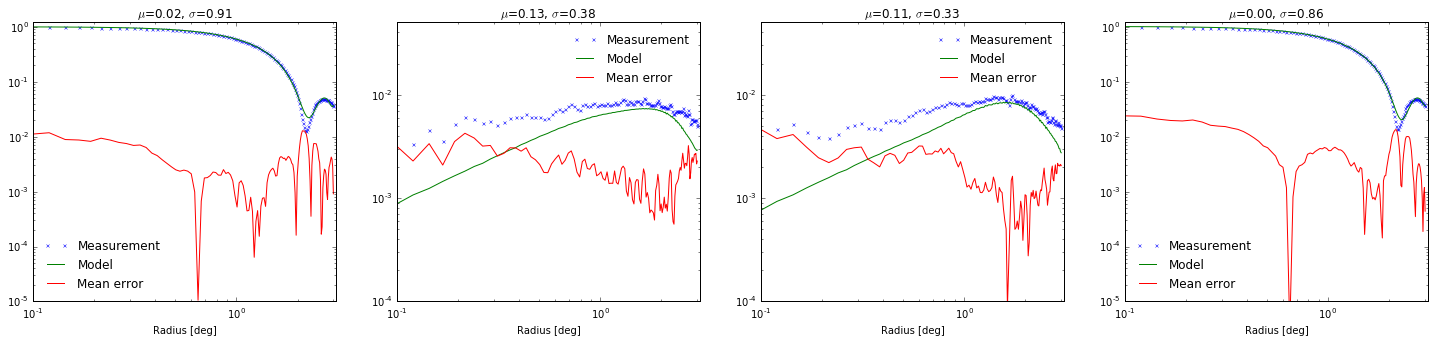 μ=0.02, σ=0.91
10^0
10^-1
10^-2
10^-3
10^-4
10^-5
Measurement
Model
Mean error
10^-1
10^0
Radius [deg]
μ=0.13, σ=0.38
Measurement
Model
Mean error
10^-2
10^-3
10^-4
10^-1
10^0
Radius [deg]
μ=0.11, σ=0.33
Measurement
Model
Mean error
10^-2
10^-3
10^-4
10^-1
10^0
Radius [deg]
μ=0.00, σ=0.86
10^0
10^-1
10^-2
10^-3
10^-4
10^-5
Measurement
Model
Mean error
10^-1
10^0
Radius [deg]